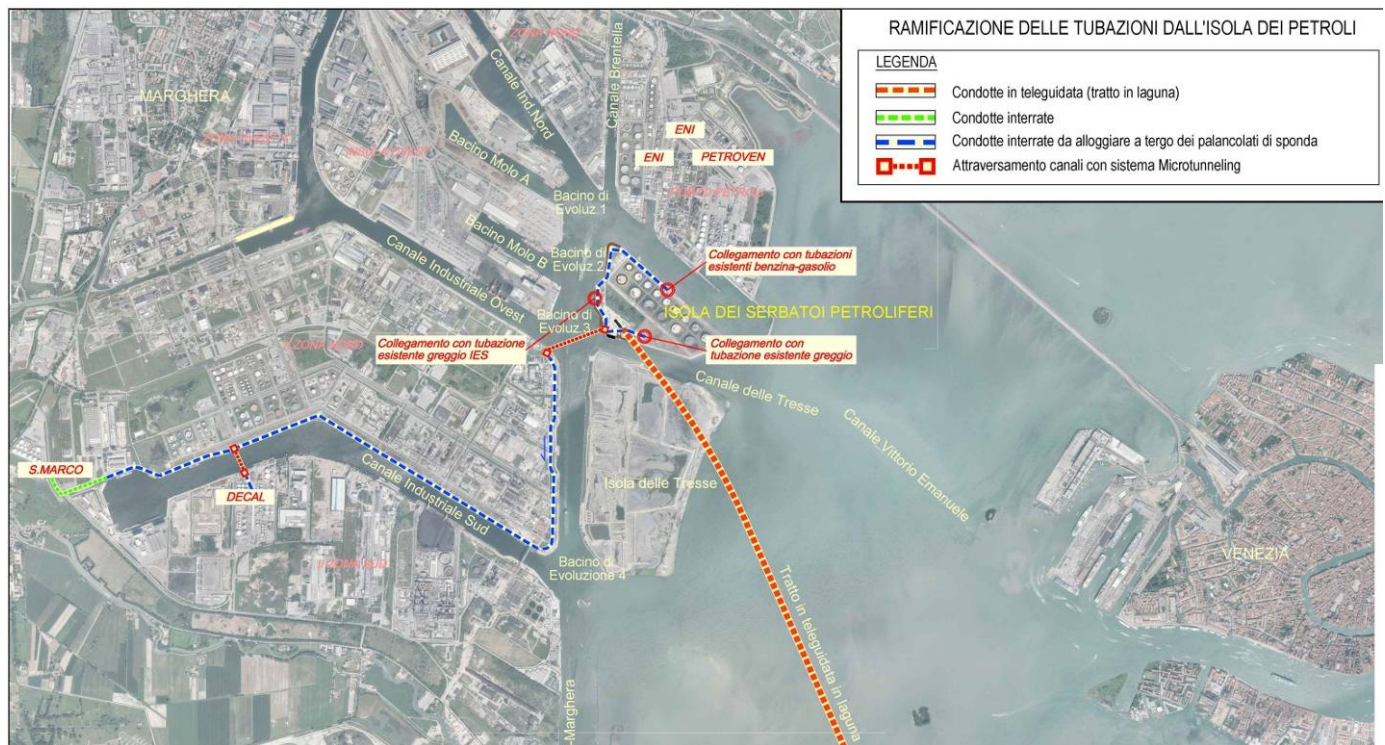 RAMIFICAZIONE DELLE TUBAZIONI DALL'ISOLA DEI PETROLI
LEGENDA
Condotte in teleguidata (tratto in laguna)
Condotte interrate
Condotte interrate da alloggiare a tergo dei palancolati di sponda
Attraversamento canali con sistema Microtunneling
MARGHERA
Canale Ind.Nord
Canale Brentella
ENI
ENI
PETROVEN
Bacino Molo A
Bacino di
Evoluz.1
Bacino Molo B
Bacino di
Evoluz.2
Canale Industriale Ovest
Collegamento con tubazioni
esistenti benzina-gasolio
ISOLA DEI SERBATOI PETROLIFERI
Bacino di
Evoluz.3
Collegamento con tubazione
esistente greggio IES
Collegamento con
tubazione esistente greggio
Canale delle Tresse
Canale Vittorio Emanuele
S.MARCO
DECAL
Canale Industriale Sud
Isola delle Tresse
VENEZIA
Bacino di
Evoluzione 4
Tratto in teleguidata in laguna
-Marghera